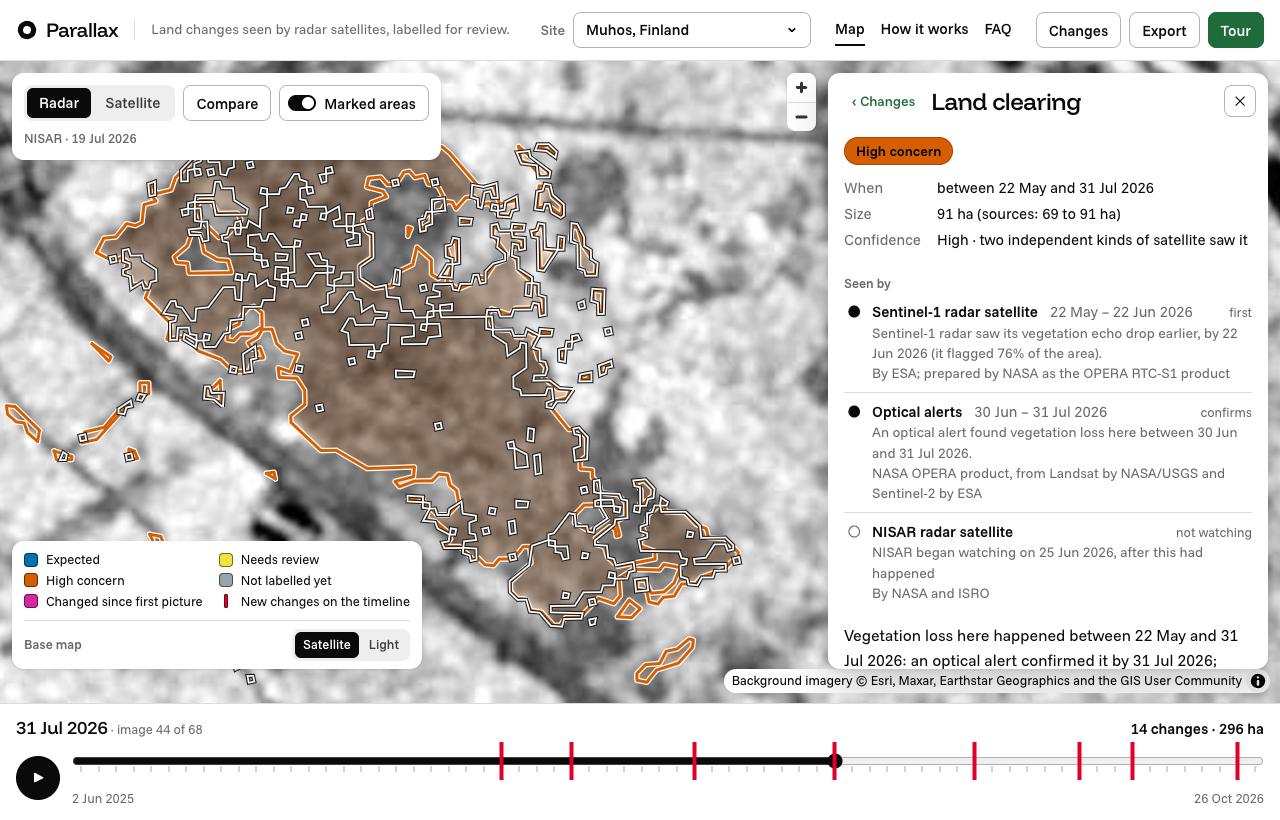 Parallax
Land changes seen by radar satellites, labelled for review.
Site
Muhos, Finland
Map
How it works
FAQ
Changes
Export
Tour
Radar
Satellite
Compare
Marked areas
NISAR · 19 Jul 2026
+
−
‹ Changes
Land clearing
×
High concern
When between 22 May and 31 Jul 2026
Size 91 ha (sources: 69 to 91 ha)
Confidence High · two independent kinds of satellite saw it
Seen by
Sentinel-1 radar satellite 22 May – 22 Jun 2026 first
Sentinel-1 radar saw its vegetation echo drop earlier, by 22
Jun 2026 (it flagged 76% of the area).
By ESA; prepared by NASA as the OPERA RTC-S1 product
Optical alerts 30 Jun – 31 Jul 2026 confirms
An optical alert found vegetation loss here between 30 Jun
and 31 Jul 2026.
NASA OPERA product, from Landsat by NASA/USGS and
Sentinel-2 by ESA
NISAR radar satellite not watching
NISAR began watching on 25 Jun 2026, after this had
happened
By NASA and ISRO
Vegetation loss here happened between 22 May and 31
Jul 2026: an optical alert confirmed it by 31 Jul 2026;
Expected
Needs review
High concern
Not labelled yet
Changed since first picture
New changes on the timeline
Base map
Satellite
Light
Background imagery © Esri, Maxar, Earthstar Geographics and the GIS User Community
31 Jul 2026 · image 44 of 68
14 changes · 296 ha
2 Jun 2025
26 Oct 2026